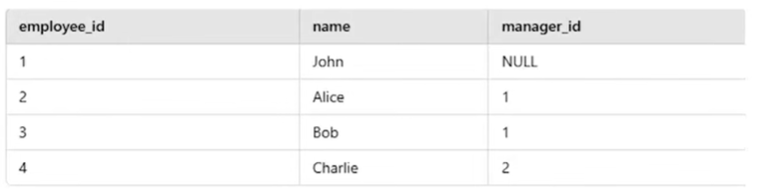 employee_id name manager_id
1 John NULL
2 Alice 1
3 Bob 1
4 Charlie 2